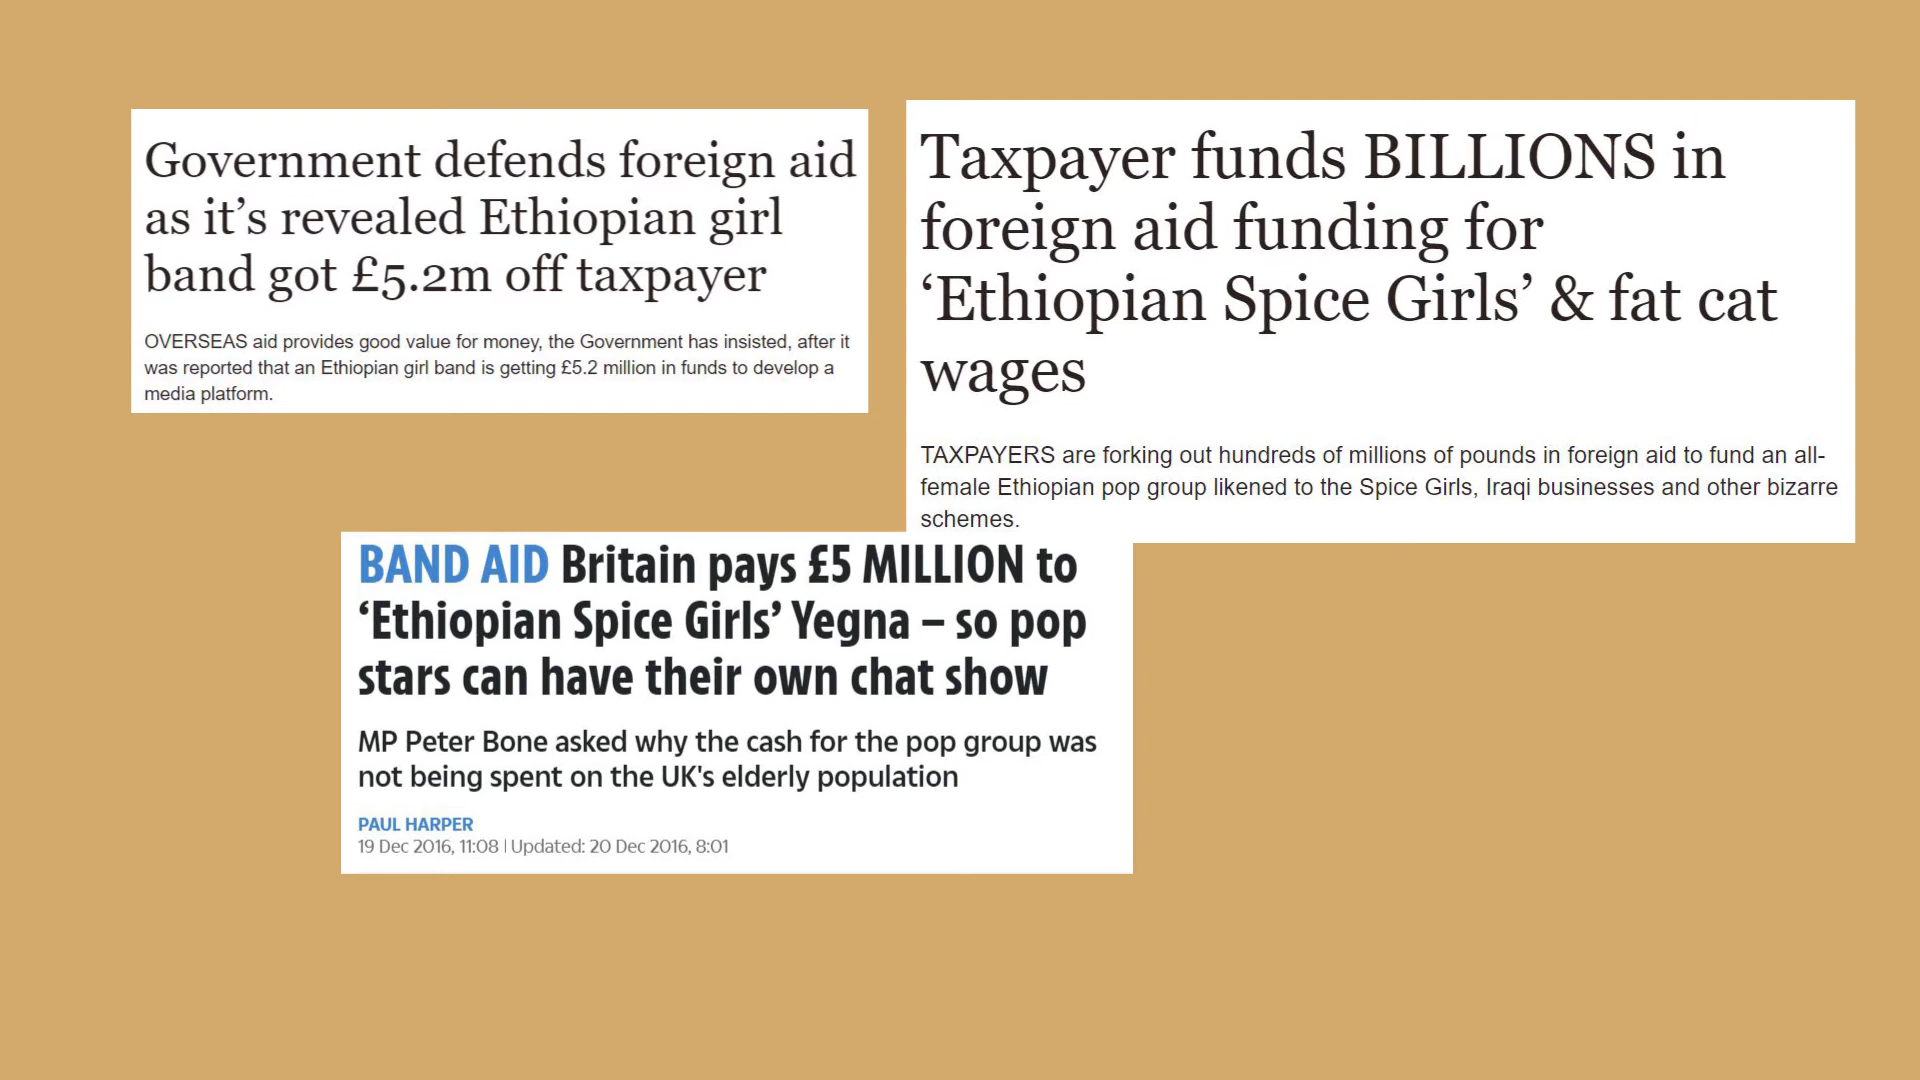 Government defends foreign aid
as it’s revealed Ethiopian girl
band got £5.2m off taxpayer
OVERSEAS aid provides good value for money, the Government has insisted, after it
was reported that an Ethiopian girl band is getting £5.2 million in funds to develop a
media platform.
Taxpayer funds BILLIONS in
foreign aid funding for
‘Ethiopian Spice Girls’ & fat cat
wages
TAXPAYERS are forking out hundreds of millions of pounds in foreign aid to fund an all-
female Ethiopian pop group likened to the Spice Girls, Iraqi businesses and other bizarre
schemes.
BAND AID Britain pays £5 MILLION to
‘Ethiopian Spice Girls’ Yegna – so pop
stars can have their own chat show
MP Peter Bone asked why the cash for the pop group was
not being spent on the UK's elderly population
PAUL HARPER
19 Dec 2016, 11:08 | Updated: 20 Dec 2016, 8:01